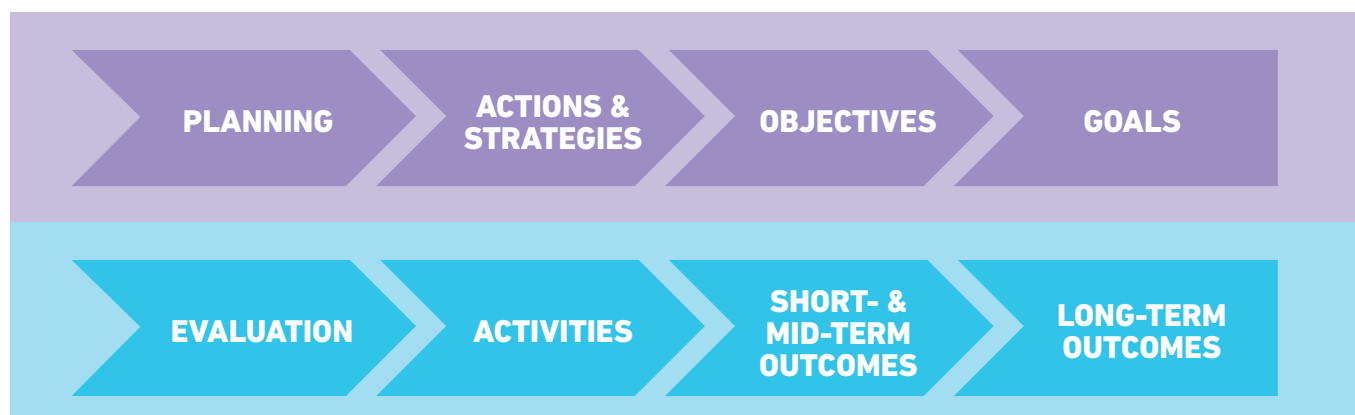 PLANNING
ACTIONS &
STRATEGIES
OBJECTIVES
GOALS
EVALUATION
ACTIVITIES
SHORT- &
MID-TERM
OUTCOMES
LONG-TERM
OUTCOMES